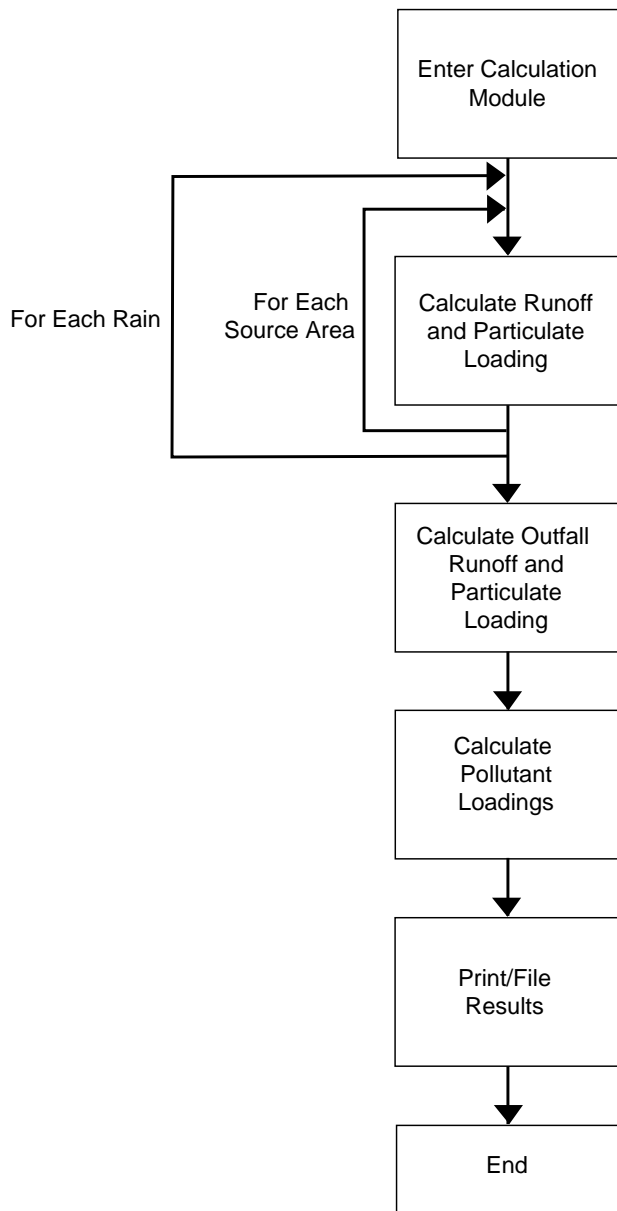 Enter Calculation
Module
For Each Rain
For Each
Source Area
Calculate Runoff
and Particulate
Loading
Calculate Outfall
Runoff and
Particulate
Loading
Calculate
Pollutant
Loadings
Print/File
Results
End